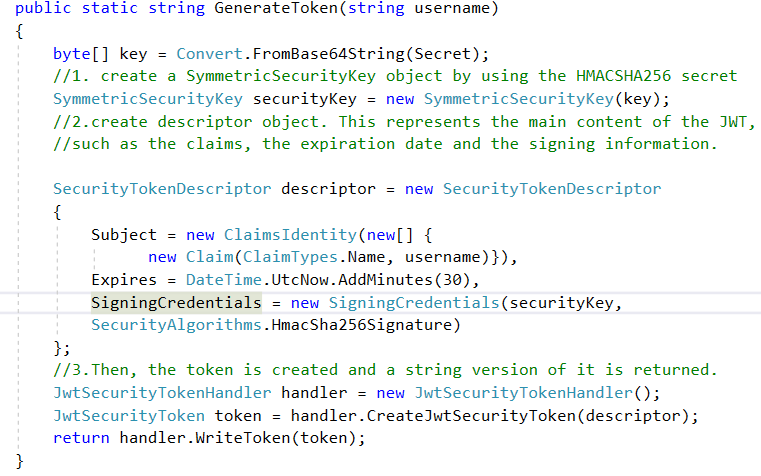 public static string GenerateToken(string username)
{
byte[] key = Convert.FromBase64String(Secret);
//1. create a SymmetricSecurityKey object by using the HMACSHA256 secret
SymmetricSecurityKey securityKey = new SymmetricSecurityKey(key);
//2.create descriptor object. This represents the main content of the JWT,
//such as the claims, the expiration date and the signing information.
SecurityTokenDescriptor descriptor = new SecurityTokenDescriptor
{
Subject = new ClaimsIdentity(new[] {
new Claim(ClaimTypes.Name, username)}),
Expires = DateTime.UtcNow.AddMinutes(30),
SigningCredentials = new SigningCredentials(securityKey,
SecurityAlgorithms.HmacSha256Signature)
};
//3.Then, the token is created and a string version of it is returned.
JwtSecurityTokenHandler handler = new JwtSecurityTokenHandler();
JwtSecurityToken token = handler.CreateJwtSecurityToken(descriptor);
return handler.WriteToken(token);
}